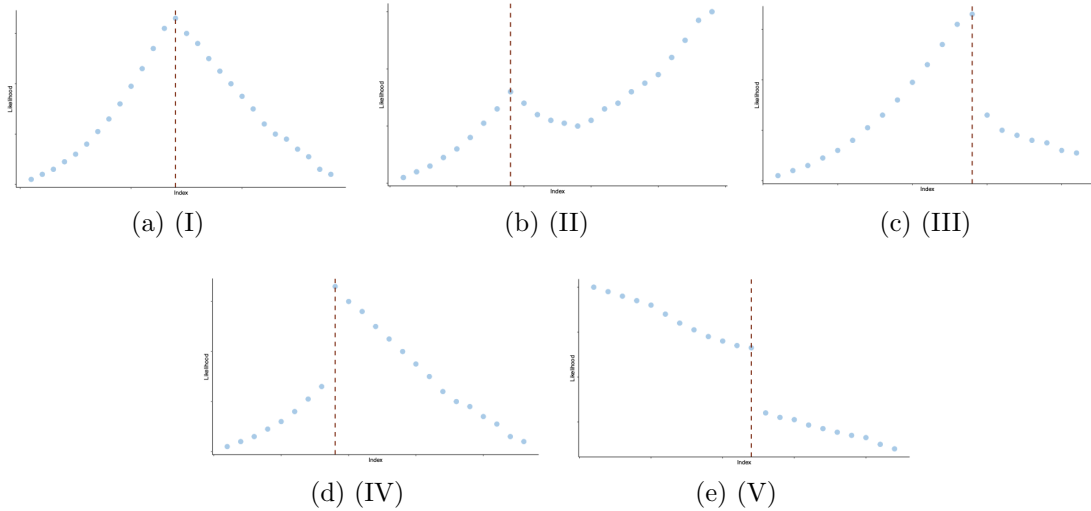 Likelihood
Index
(a) (I)
Likelihood
Index
(b) (II)
Likelihood
Index
(c) (III)
Likelihood
Index
(d) (IV)
Likelihood
Index
(e) (V)